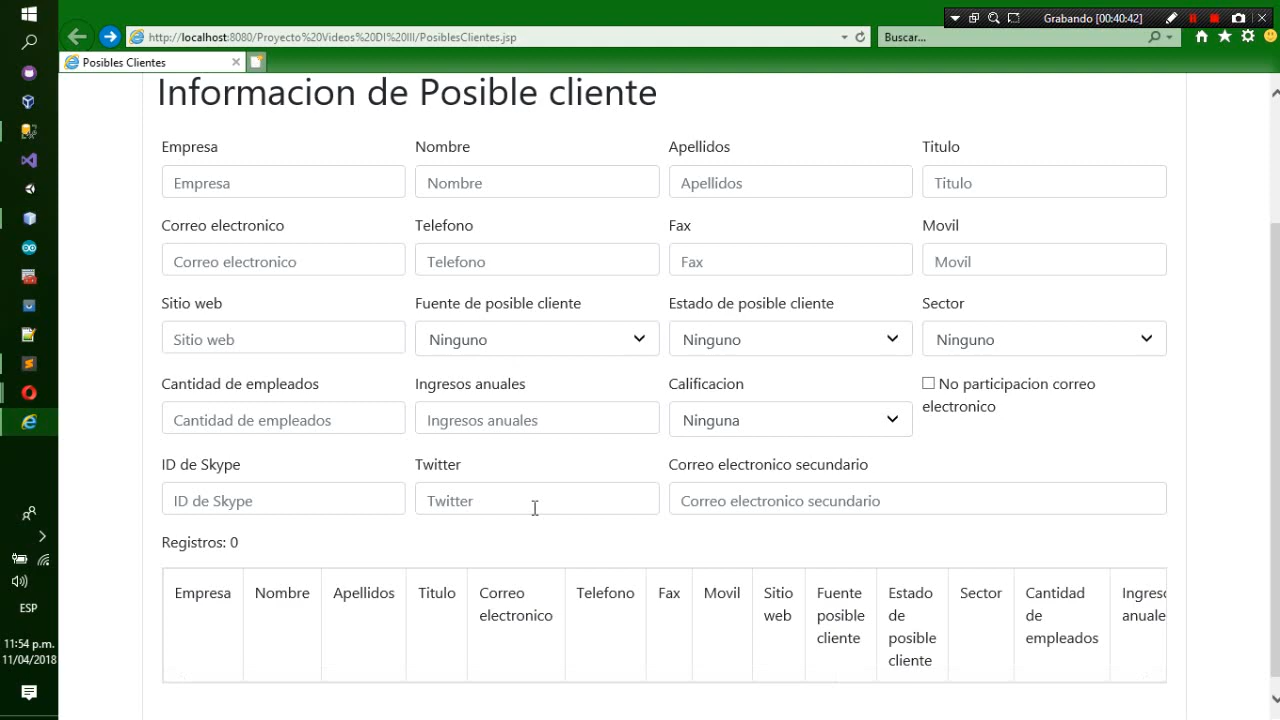 Grabando [00:40:42]
http://localhost:8080/Proyecto%20Videos%20DI%20III/PosiblesClientes.jsp
Buscar...
Posibles Clientes
Informacion de Posible cliente
Empresa Nombre Apellidos Titulo
Empresa Nombre Apellidos Titulo
Correo electronico Telefono Fax Movil
Correo electronico Telefono Fax Movil
Sitio web Fuente de posible cliente Estado de posible cliente Sector
Sitio web Ninguno Ninguno Ninguno
Cantidad de empleados Ingresos anuales Calificacion No participacion correo
electronico
Cantidad de empleados Ingresos anuales Ninguna
ID de Skype Twitter Correo electronico secundario
ID de Skype Twitter Correo electronico secundario
Registros: 0
Empresa Nombre Apellidos Titulo Correo Telefono Fax Movil Sitio Fuente Estado Sector Cantidad Ingreso
electronico web posible de de anuale
cliente posible empleados
cliente
ESP
11:54 p.m.
11/04/2018